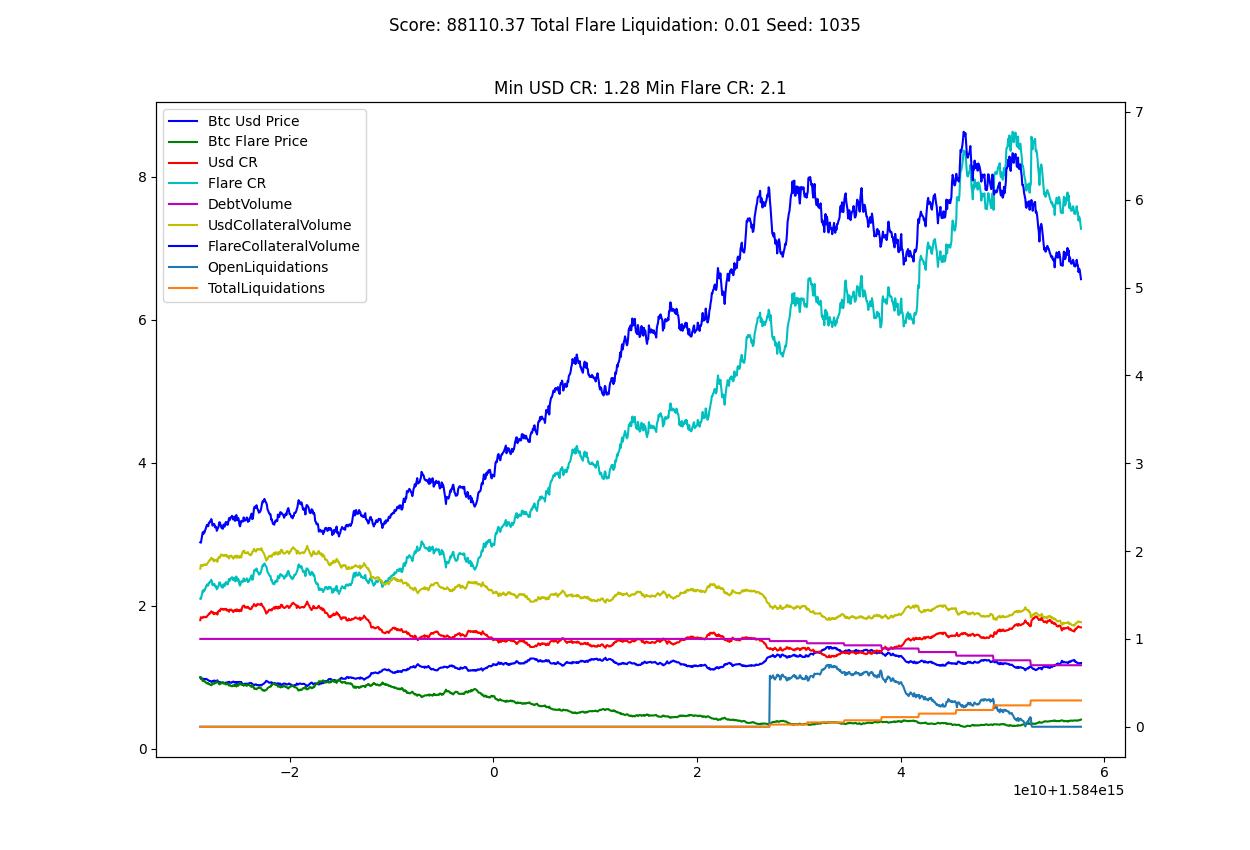 Score: 88110.37 Total Flare Liquidation: 0.01 Seed: 1035
Min USD CR: 1.28 Min Flare CR: 2.1
Btc Usd Price
Btc Flare Price
Usd CR
Flare CR
DebtVolume
UsdCollateralVolume
FlareCollateralVolume
OpenLiquidations
TotalLiquidations
8
6
4
2
0
7
6
5
4
3
2
1
0
−2
0
2
4
6
1e10+1.584e15